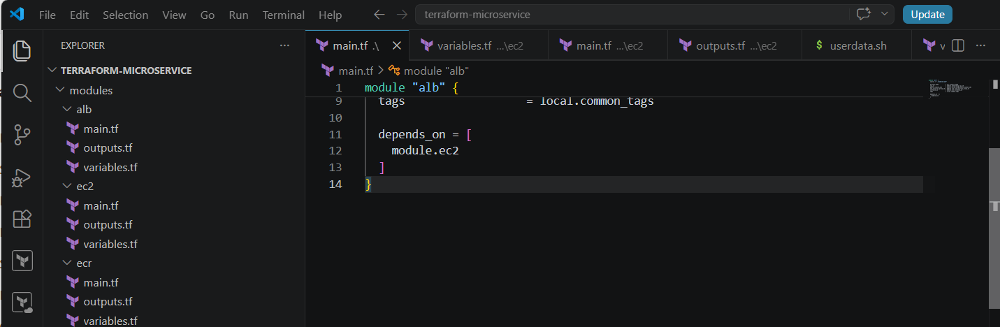 File Edit Selection View Go Run Terminal Help terraform-microservice Update
EXPLORER
main.tf .\ variables.tf ...\ec2 main.tf ...\ec2 outputs.tf ...\ec2 $ userdata.sh v
TERRAFORM-MICROSERVICE
modules
alb
main.tf
outputs.tf
variables.tf
ec2
main.tf
outputs.tf
variables.tf
ecr
main.tf
outputs.tf
variables.tf
main.tf > module "alb"
1 module "alb" {
9 tags = local.common_tags
10
11 depends_on = [
12 module.ec2
13 ]
14 }